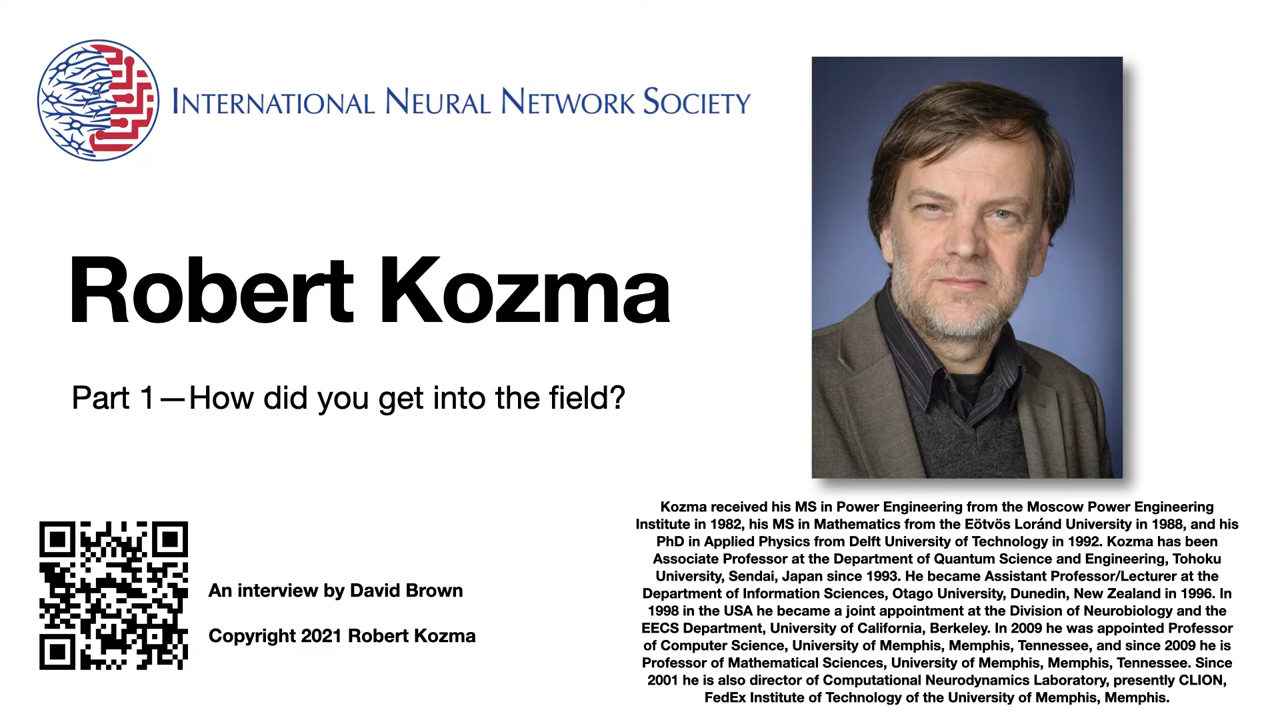 INTERNATIONAL NEURAL NETWORK SOCIETY
Robert Kozma
Part 1—How did you get into the field?
An interview by David Brown
Copyright 2021 Robert Kozma
Kozma received his MS in Power Engineering from the Moscow Power Engineering
Institute in 1982, his MS in Mathematics from the Eötvös Loránd University in 1988, and his
PhD in Applied Physics from Delft University of Technology in 1992. Kozma has been
Associate Professor at the Department of Quantum Science and Engineering, Tohoku
University, Sendai, Japan since 1993. He became Assistant Professor/Lecturer at the
Department of Information Sciences, Otago University, Dunedin, New Zealand in 1996. In
1998 in the USA he became a joint appointment at the Division of Neurobiology and the
EECS Department, University of California, Berkeley. In 2009 he was appointed Professor
of Computer Science, University of Memphis, Memphis, Tennessee, and since 2009 he is
Professor of Mathematical Sciences, University of Memphis, Memphis, Tennessee. Since
2001 he is also director of Computational Neurodynamics Laboratory, presently CLION,
FedEx Institute of Technology of the University of Memphis, Memphis.